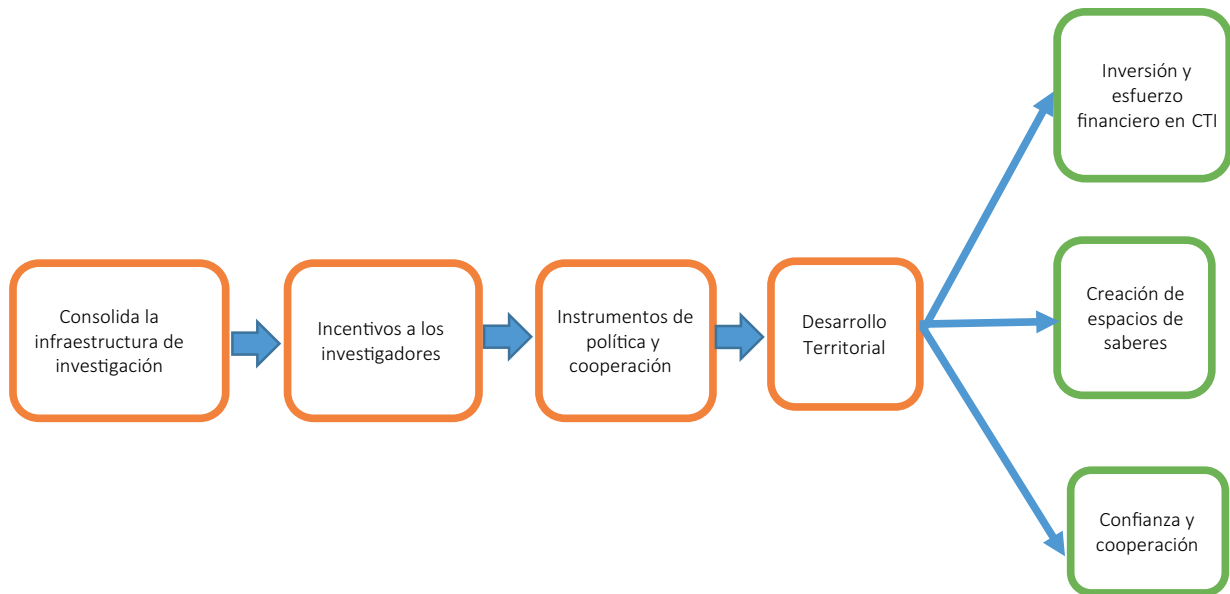 Consolida la
infraestructura de
investigación
Incentivos a los
investigadores
Instrumentos de
política y
cooperación
Desarrollo
Territorial
Inversión y
esfuerzo
financiero en CTI
Creación de
espacios de
saberes
Confianza y
cooperación